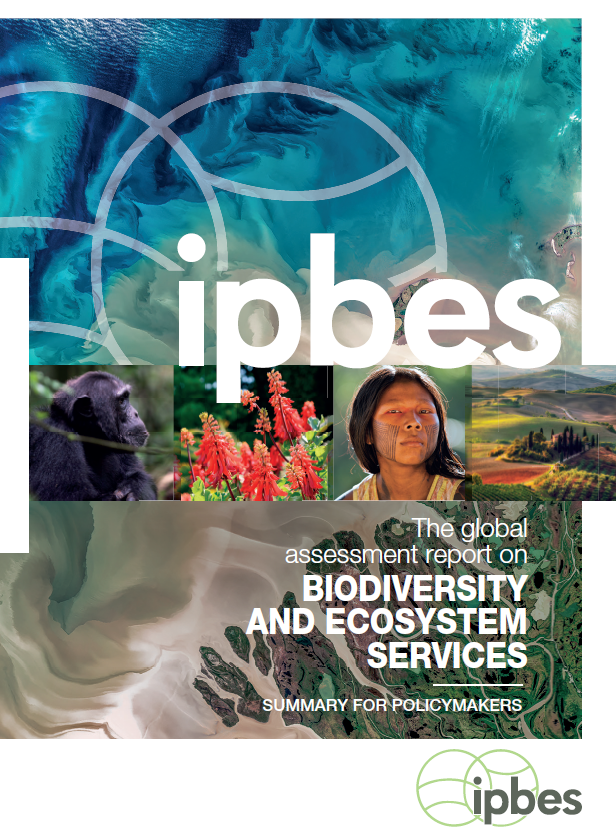 ipbes
The global
assessment report on
BIODIVERSITY
AND ECOSYSTEM
SERVICES
SUMMARY FOR POLICYMAKERS
ipbes